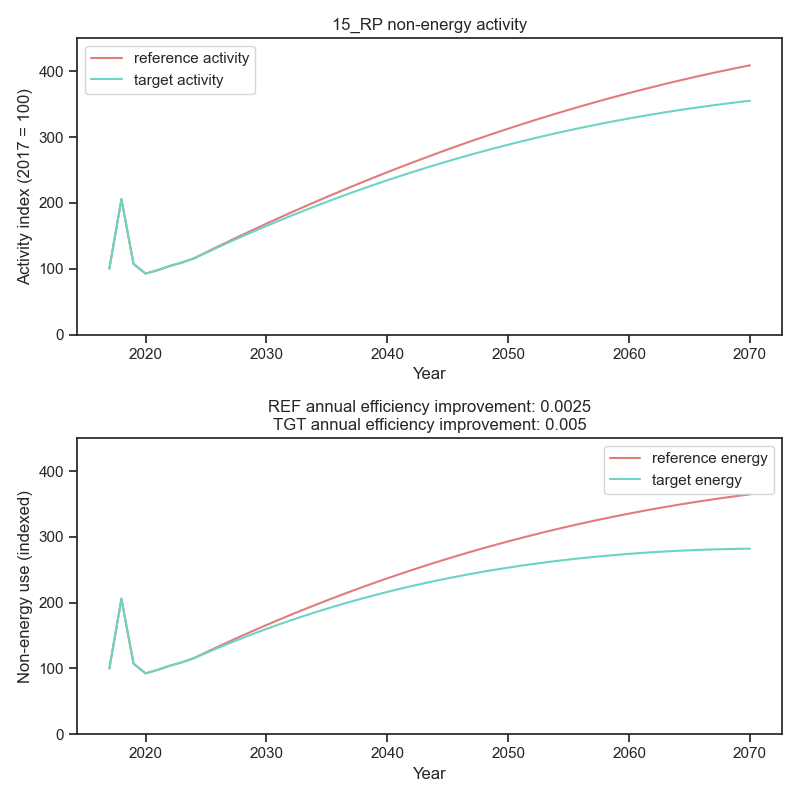 15_RP non-energy activity
reference activity
target activity
Activity index (2017 = 100)
400
300
200
100
0
2020 2030 2040 2050 2060 2070
Year
REF annual efficiency improvement: 0.0025
TGT annual efficiency improvement: 0.005
reference energy
target energy
Non-energy use (indexed)
400
300
200
100
0
2020 2030 2040 2050 2060 2070
Year